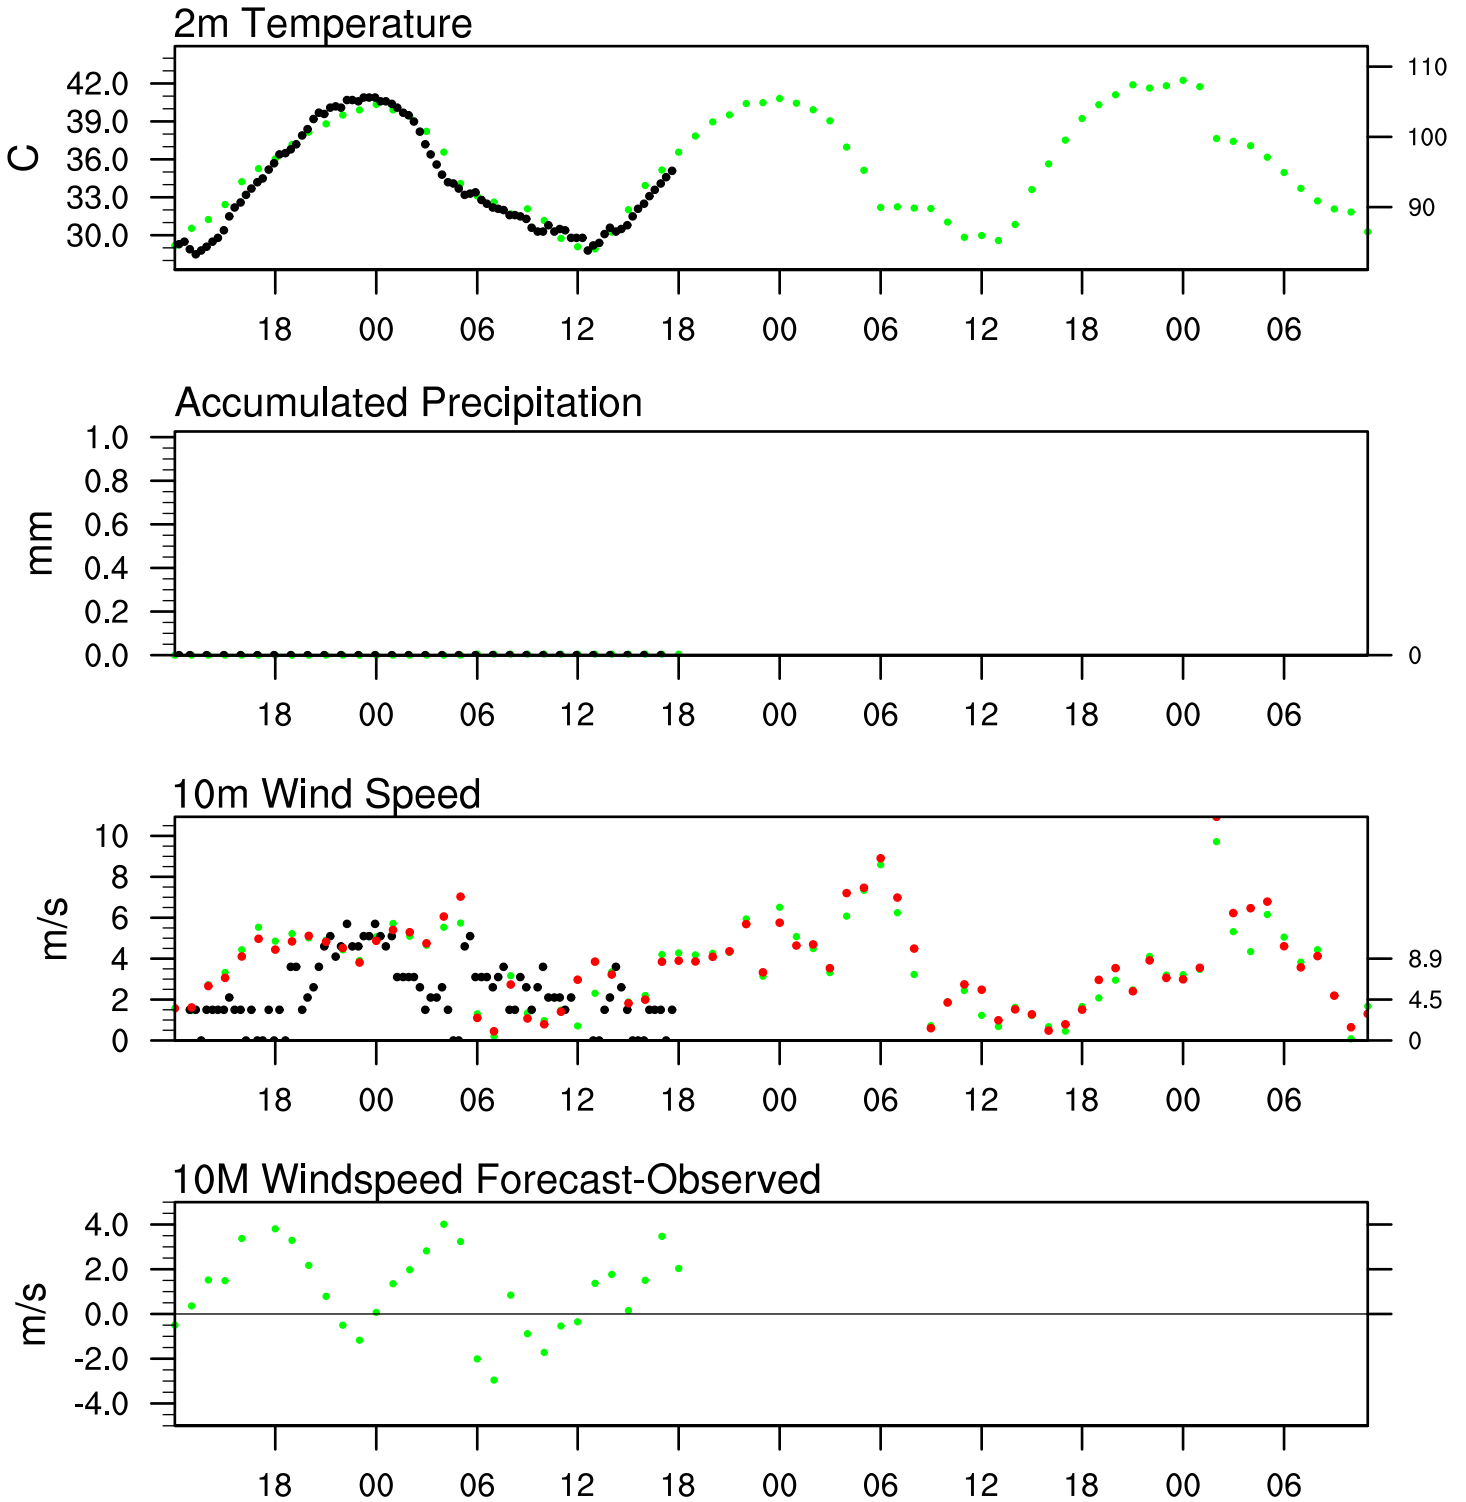 2m Temperature
C
42.0
39.0
36.0
33.0
30.0
110
100
90
18 00 06 12 18 00 06 12 18 00 06
Accumulated Precipitation
mm
1.0
0.8
0.6
0.4
0.2
0.0
0
18 00 06 12 18 00 06 12 18 00 06
10m Wind Speed
m/s
10
8
6
4
2
0
8.9
4.5
0
18 00 06 12 18 00 06 12 18 00 06
10M Windspeed Forecast-Observed
m/s
4.0
2.0
0.0
-2.0
-4.0
18 00 06 12 18 00 06 12 18 00 06